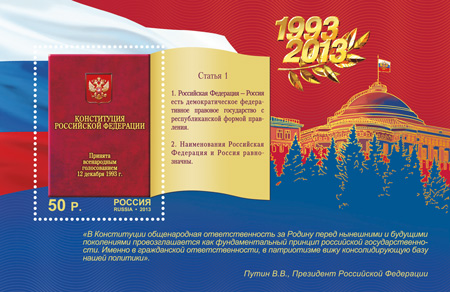 1993
2013
Статья 1
1. Российская Федерация – Россия
есть демократическое федера-
тивное правовое государство с
республиканской формой прав-
ления.
2. Наименования Российская
Федерация и Россия равно-
значны.
КОНСТИТУЦИЯ
РОССИЙСКОЙ ФЕДЕРАЦИИ
Принята
всенародным
голосованием
12 декабря 1993 г.
50 Р.
РОССИЯ
RUSSIA • 2013
«В Конституции общенародная ответственность за Родину перед нынешними и будущими
поколениями провозглашается как фундаментальный принцип российской государственно-
сти. Именно в гражданской ответственности, в патриотизме вижу консолидирующую базу
нашей политики».
Путин В.В., Президент Российской Федерации